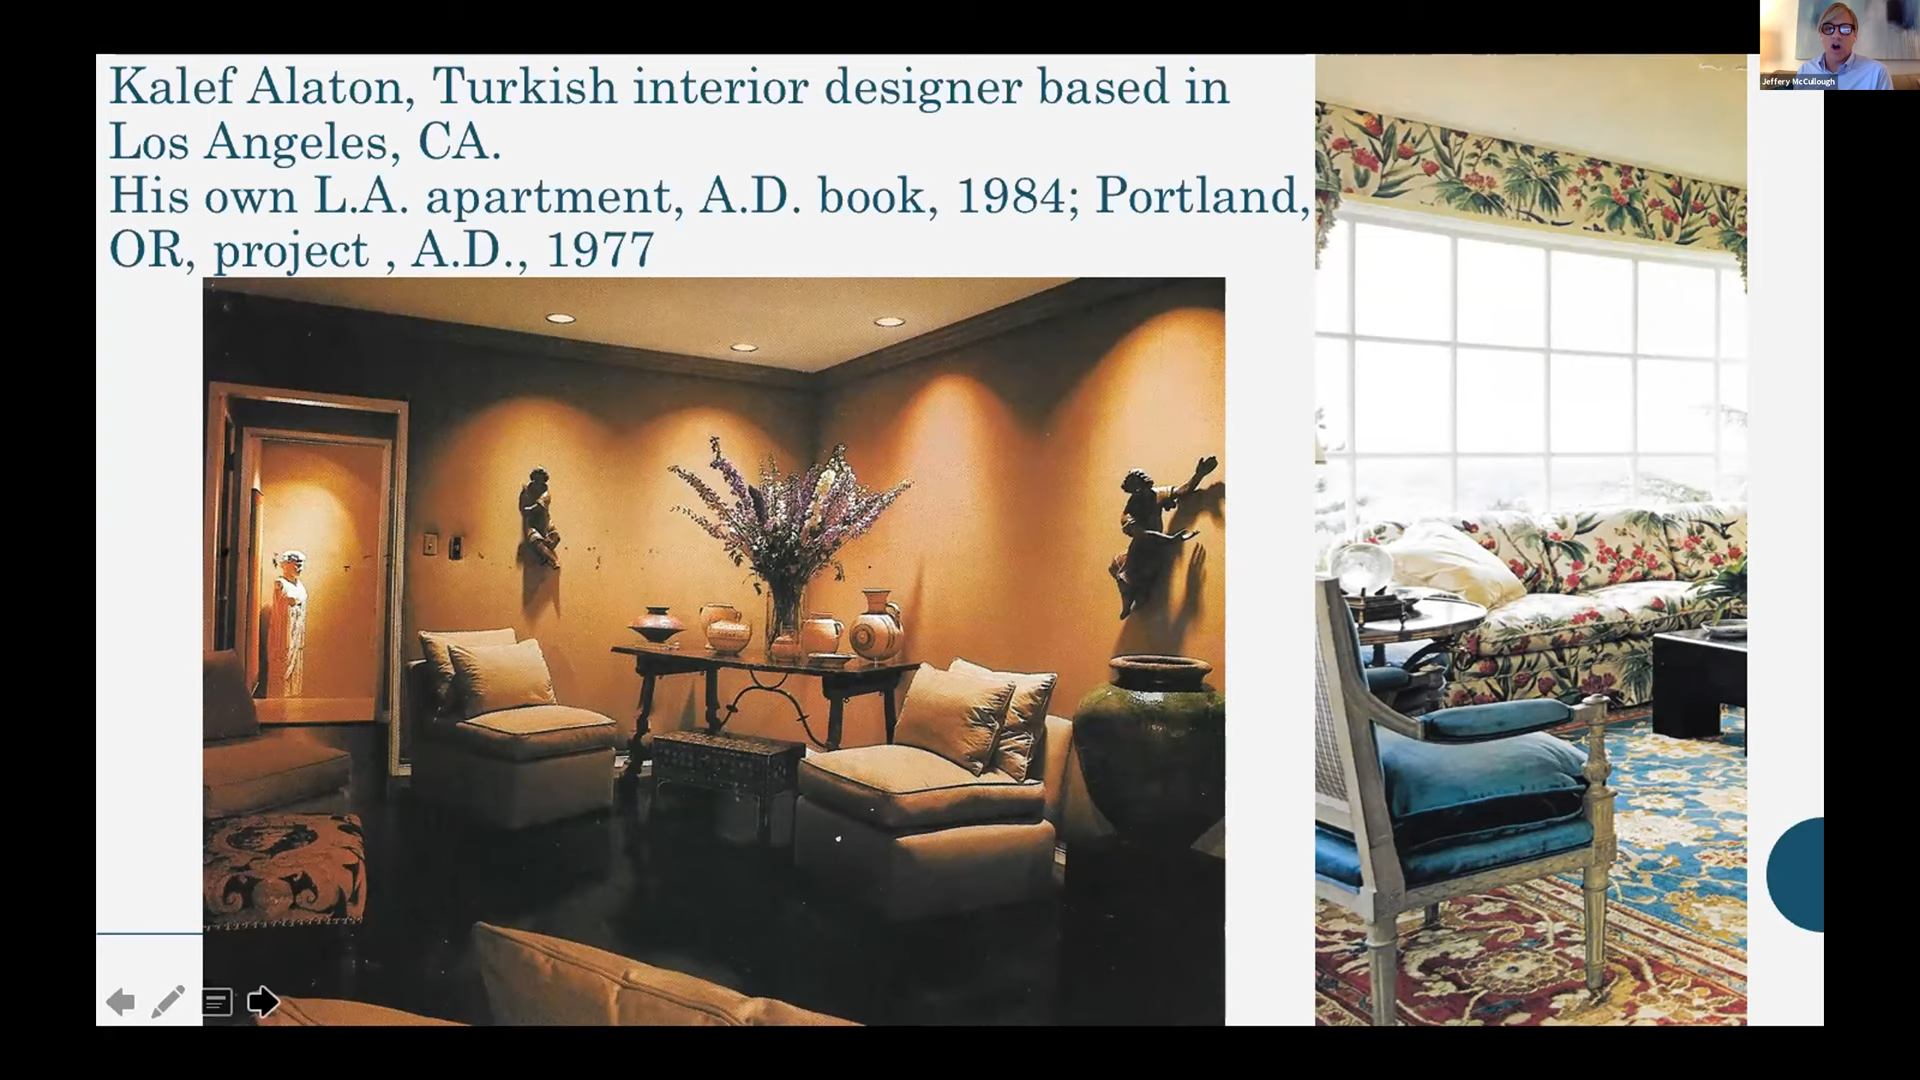 Kalef Alaton, Turkish interior designer based in
Los Angeles, CA.
His own L.A. apartment, A.D. book, 1984; Portland,
OR, project , A.D., 1977
Jeffery McCullough